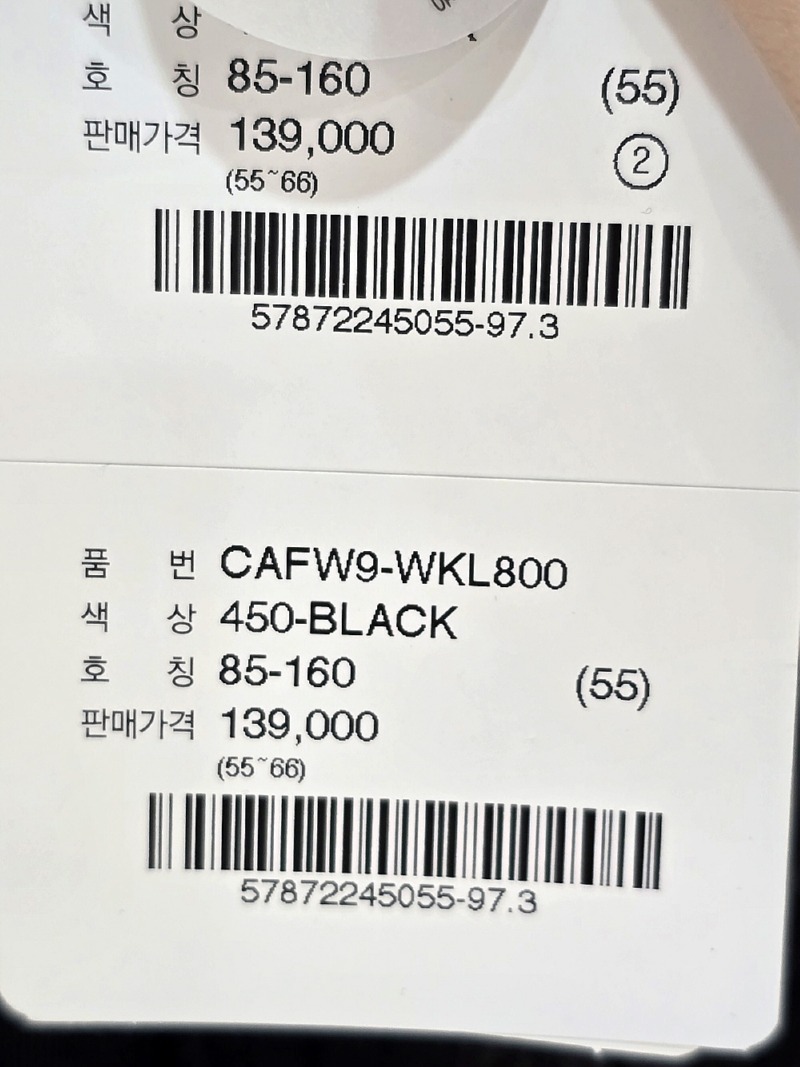 색 상
호 칭 85-160 (55)
판매가격 139,000 ②
(55~66)
57872245055-97.3
품 번 CAFW9-WKL800
색 상 450-BLACK
호 칭 85-160 (55)
판매가격 139,000
(55~66)
57872245055-97.3